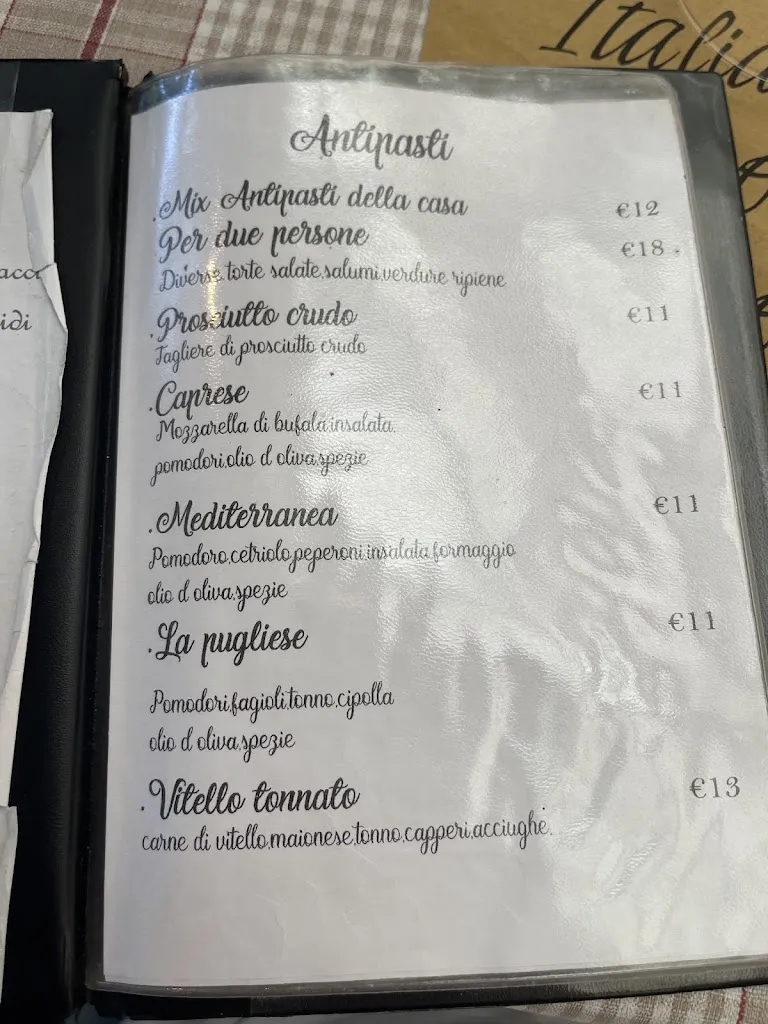 Italia
acco
idi
Antipasti
.Mix Antipasti della casa €12
Per due persone €18.
Diverse,torte salate,salumi,verdure ripiene
.Prosciutto crudo €11
Tagliere di prosciutto crudo
.Caprese €11
Mozzarella di bufala,insalata,
pomodori,olio d oliva,spezie
.Mediterranea €11
Pomodoro,cetriolo,peperoni,insalata,formaggio
olio d oliva,spezie
.La pugliese €11
Pomodori,fagioli,tonno,cipolla
olio d oliva,spezie
.Vitello tonnato €13
carne di vitello,maionese,tonno,capperi,acciughe.